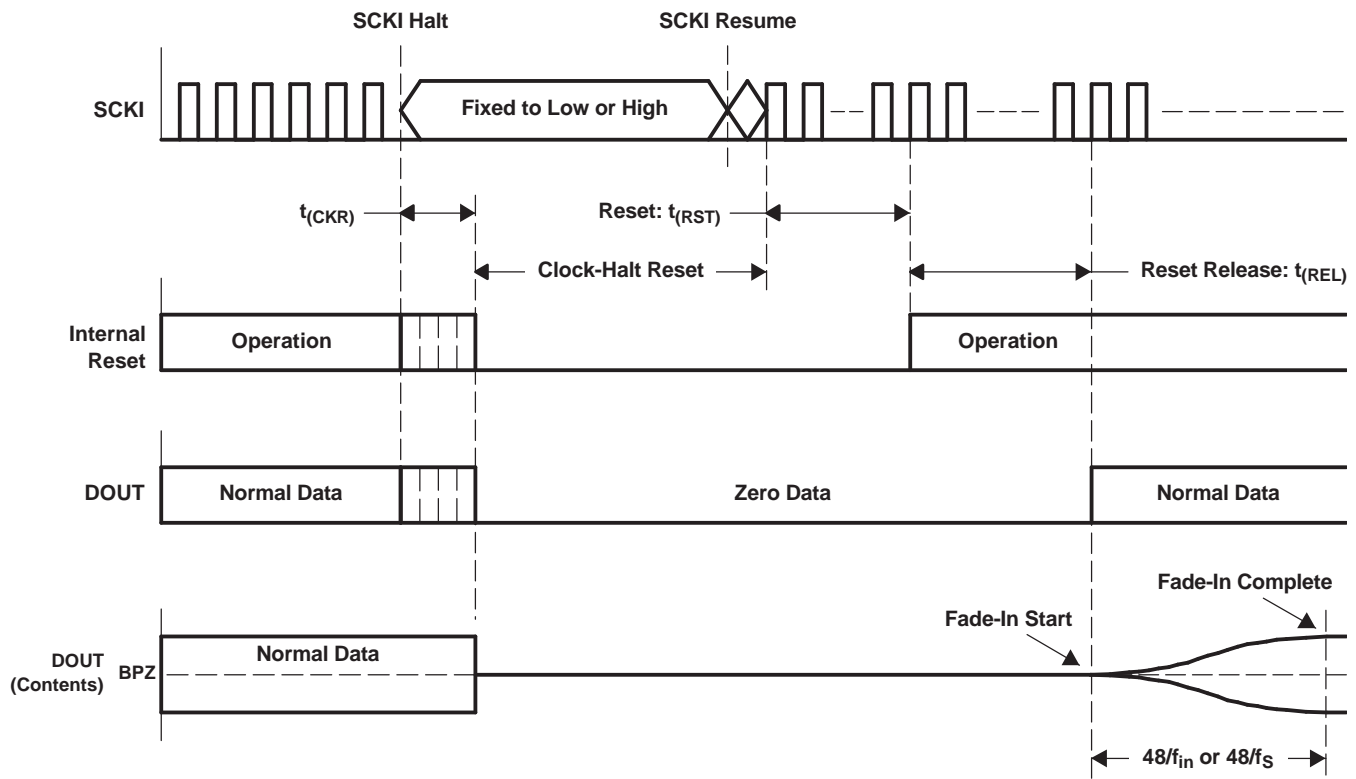 SCKI Halt
SCKI Resume
SCKI
Fixed to Low or High
t(CKR)
Reset: t(RST)
Clock-Halt Reset
Reset Release: t(REL)
Internal
Reset
Operation
Operation
DOUT
Normal Data
Zero Data
Normal Data
Fade-In Complete
Fade-In Start
DOUT
(Contents)
BPZ
Normal Data
48/fin or 48/fS